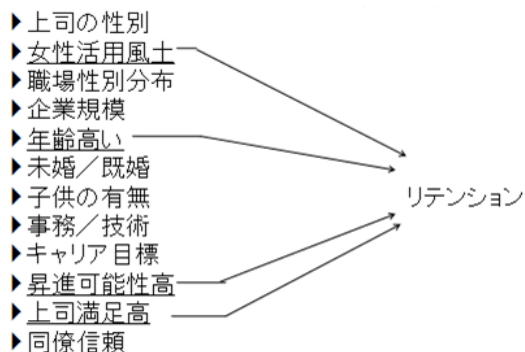 ▶上司の性別
▶女性活用風土
▶職場性別分布
▶企業規模
▶年齢高い
▶未婚／既婚
▶子供の有無
リテンション
▶事務／技術
▶キャリア目標
▶昇進可能性高
▶上司満足高
▶同僚信頼